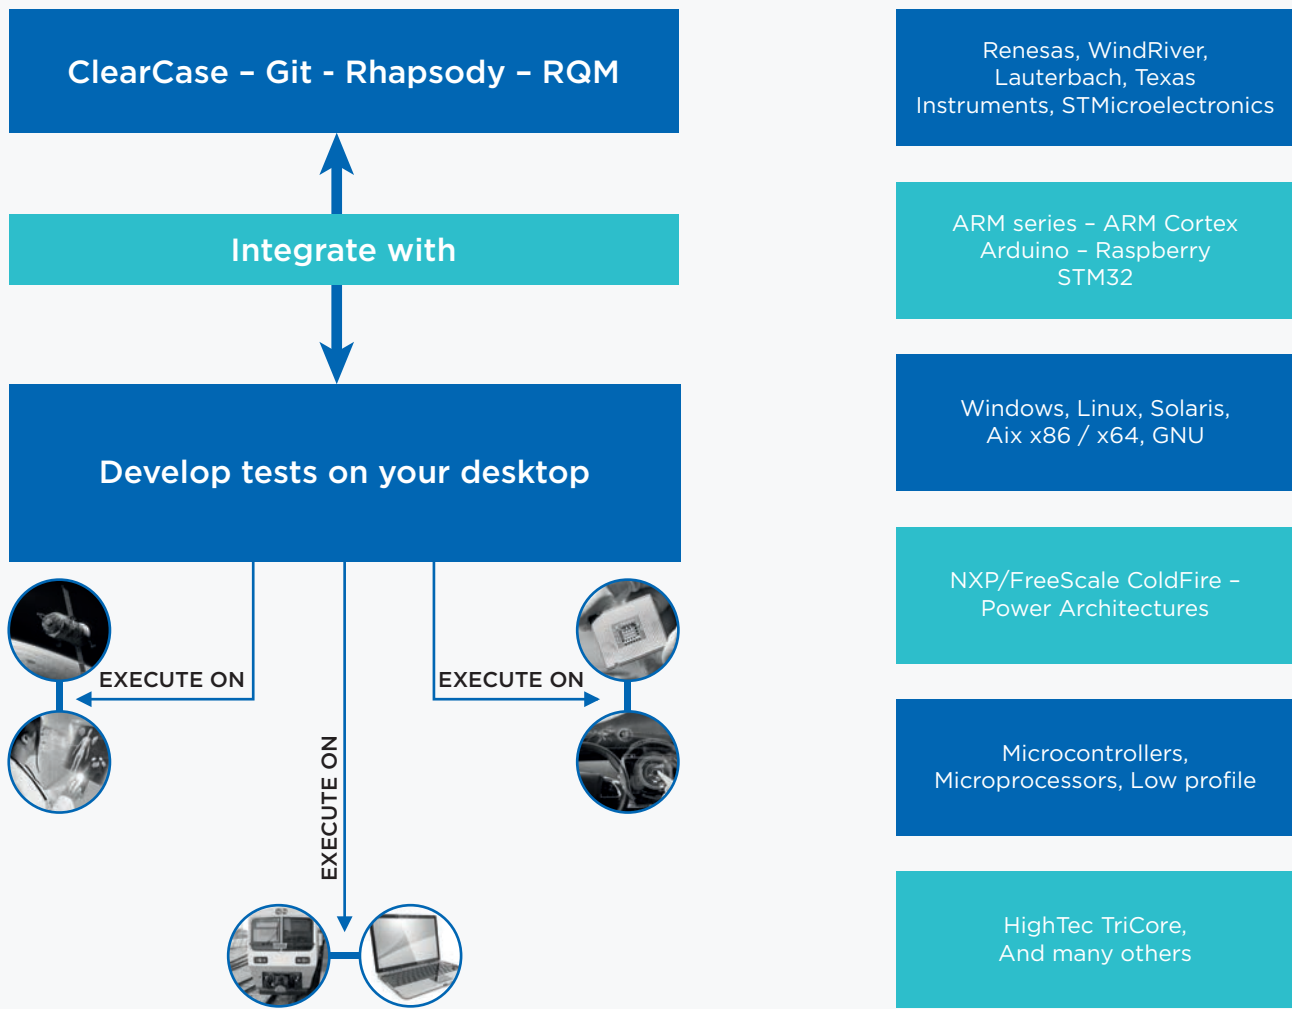 ClearCase – Git - Rhapsody – RQM
Integrate with
Develop tests on your desktop
EXECUTE ON
EXECUTE ON
EXECUTE ON
Renesas, WindRiver,
Lauterbach, Texas
Instruments, STMicroelectronics
ARM series – ARM Cortex
Arduino – Raspberry
STM32
Windows, Linux, Solaris,
Aix x86 / x64, GNU
NXP/FreeScale ColdFire –
Power Architectures
Microcontrollers,
Microprocessors, Low profile
HighTec TriCore,
And many others